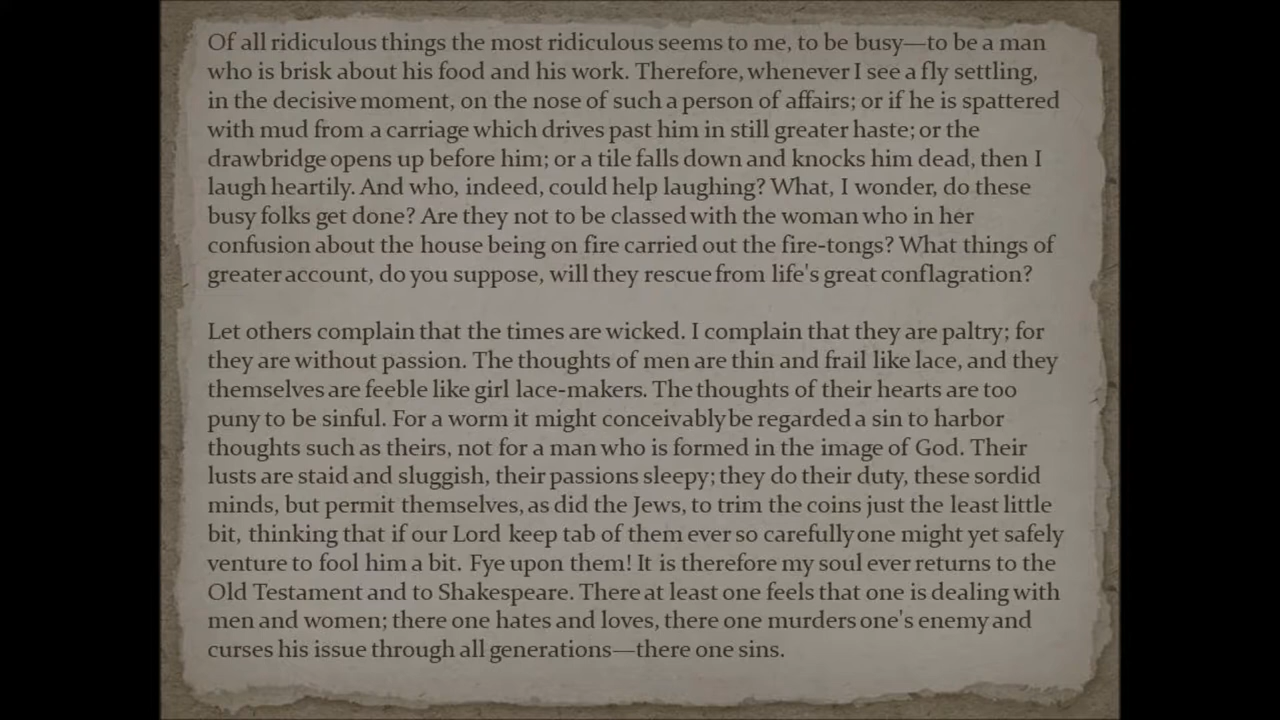 Of all ridiculous things the most ridiculous seems to me, to be busy—to be a man
who is brisk about his food and his work. Therefore, whenever I see a fly settling,
in the decisive moment, on the nose of such a person of affairs; or if he is spattered
with mud from a carriage which drives past him in still greater haste; or the
drawbridge opens up before him; or a tile falls down and knocks him dead, then I
laugh heartily. And who, indeed, could help laughing? What, I wonder, do these
busy folks get done? Are they not to be classed with the woman who in her
confusion about the house being on fire carried out the fire-tongs? What things of
greater account, do you suppose, will they rescue from life's great conflagration?

Let others complain that the times are wicked. I complain that they are paltry; for
they are without passion. The thoughts of men are thin and frail like lace, and they
themselves are feeble like girl lace-makers. The thoughts of their hearts are too
puny to be sinful. For a worm it might conceivably be regarded a sin to harbor
thoughts such as theirs, not for a man who is formed in the image of God. Their
lusts are staid and sluggish, their passions sleepy; they do their duty, these sordid
minds, but permit themselves, as did the Jews, to trim the coins just the least little
bit, thinking that if our Lord keep tab of them ever so carefully one might yet safely
venture to fool him a bit. Fye upon them! It is therefore my soul ever returns to the
Old Testament and to Shakespeare. There at least one feels that one is dealing with
men and women; there one hates and loves, there one murders one's enemy and
curses his issue through all generations—there one sins.